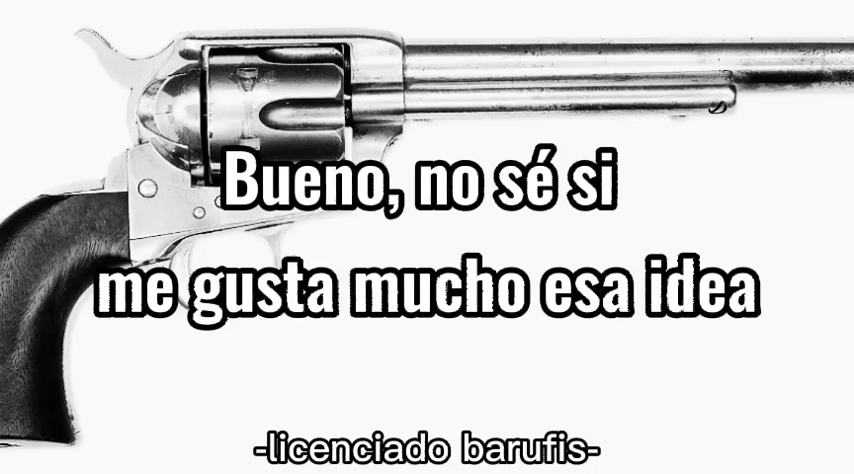 Bueno, no sé si
me gusta mucho esa idea
-licenciado barufis-